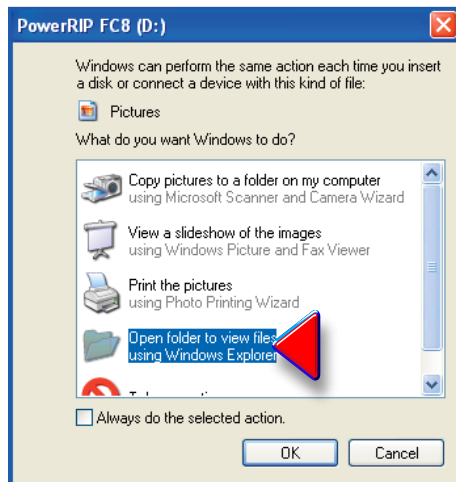 PowerRIP FC8 (D:)
Windows can perform the same action each time you insert
a disk or connect a device with this kind of file:
Pictures
What do you want Windows to do?
Copy pictures to a folder on my computer
using Microsoft Scanner and Camera Wizard
View a slideshow of the images
using Windows Picture and Fax Viewer
Print the pictures
using Photo Printing Wizard
Open folder to view files
using Windows Explorer
Always do the selected action.
OK
Cancel